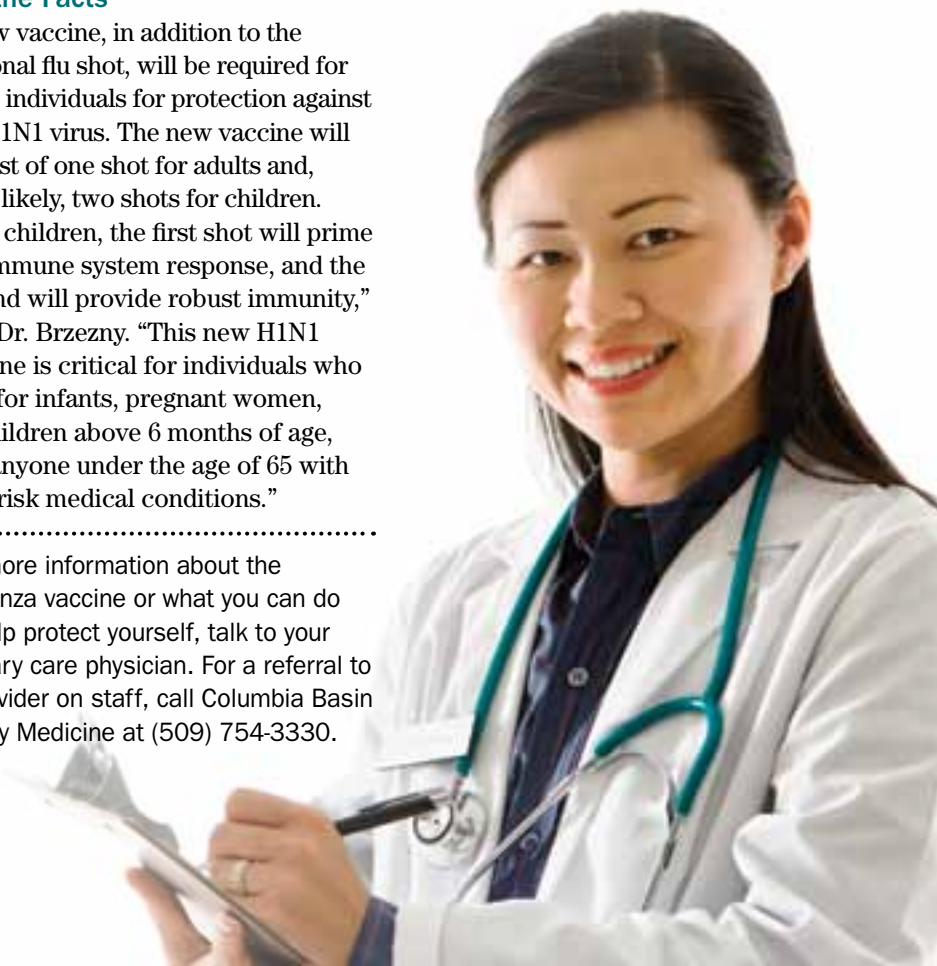 the Facts
w vaccine, in addition to the
onal flu shot, will be required for
individuals for protection against
1N1 virus. The new vaccine will
st of one shot for adults and,
likely, two shots for children.
children, the first shot will prime
mmune system response, and the
nd will provide robust immunity,”
Dr. Brzezny. “This new H1N1
ne is critical for individuals who
for infants, pregnant women,
ildren above 6 months of age,
anyone under the age of 65 with
risk medical conditions.”
more information about the
nza vaccine or what you can do
lp protect yourself, talk to your
ary care physician. For a referral to
vider on staff, call Columbia Basin
y Medicine at (509) 754-3330.